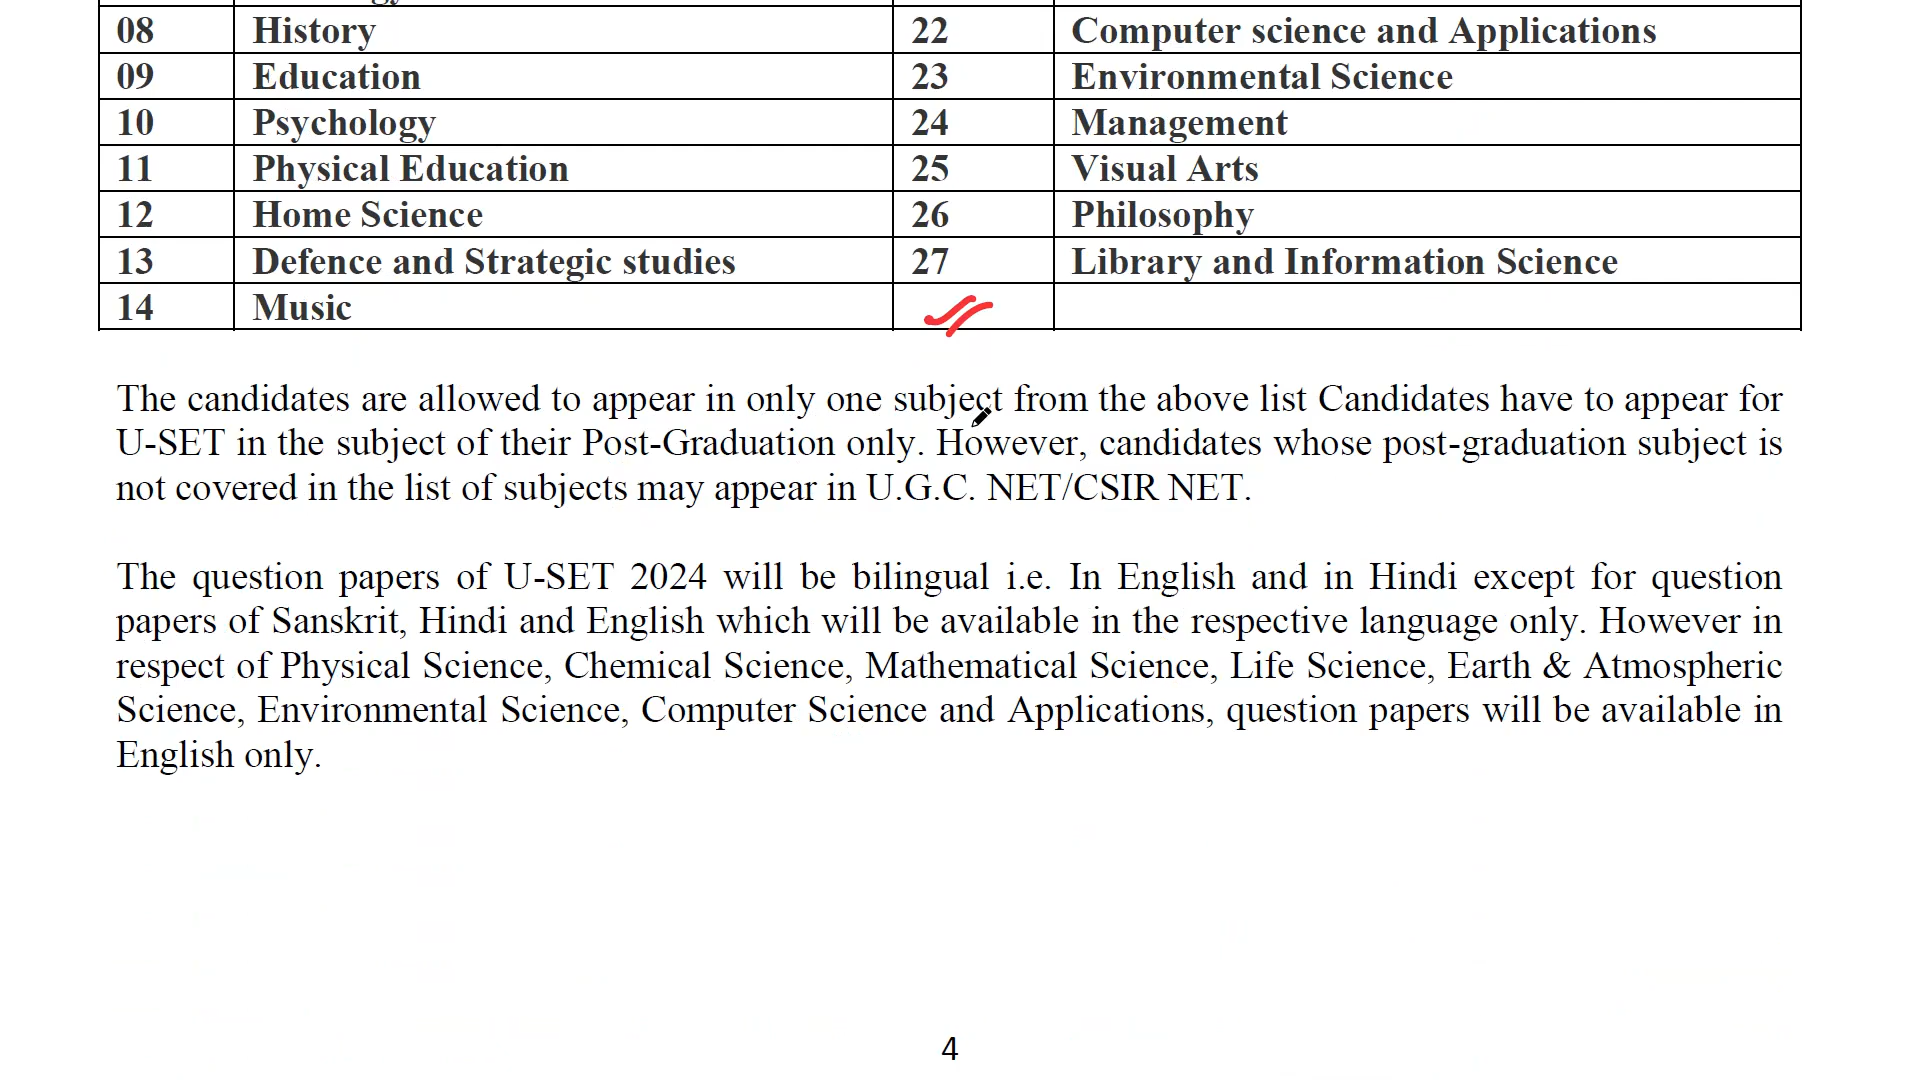 08 History 22 Computer science and Applications
09 Education 23 Environmental Science
10 Psychology 24 Management
11 Physical Education 25 Visual Arts
12 Home Science 26 Philosophy
13 Defence and Strategic studies 27 Library and Information Science
14 Music
The candidates are allowed to appear in only one subject from the above list Candidates have to appear for
U-SET in the subject of their Post-Graduation only. However, candidates whose post-graduation subject is
not covered in the list of subjects may appear in U.G.C. NET/CSIR NET.
The question papers of U-SET 2024 will be bilingual i.e. In English and in Hindi except for question
papers of Sanskrit, Hindi and English which will be available in the respective language only. However in
respect of Physical Science, Chemical Science, Mathematical Science, Life Science, Earth & Atmospheric
Science, Environmental Science, Computer Science and Applications, question papers will be available in
English only.
4